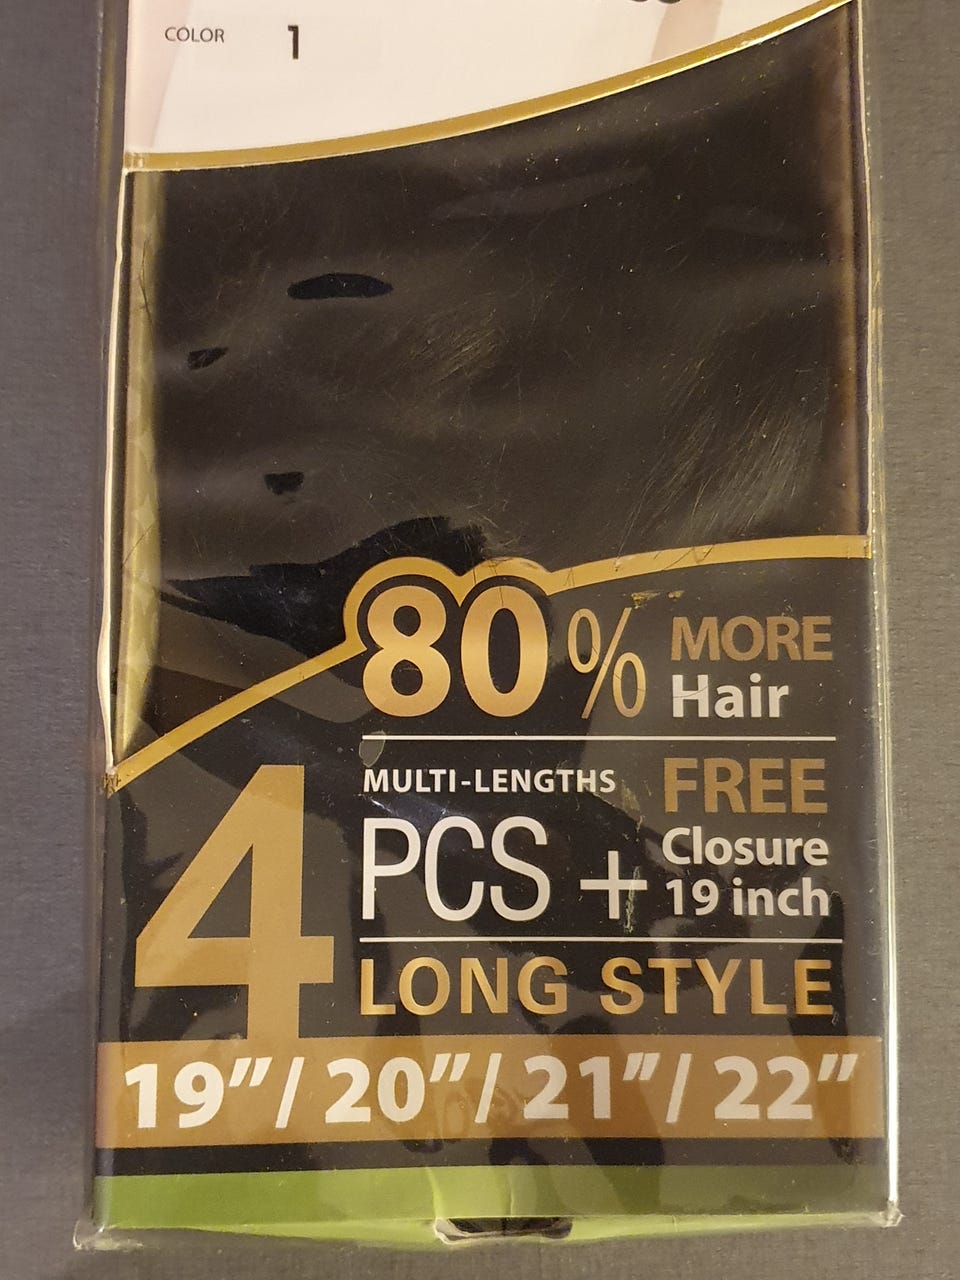 COLOR 1
80% MORE
Hair
4 MULTI-LENGTHS
PCS + FREE
Closure
19 inch
LONG STYLE
19”/ 20”/ 21”/ 22”